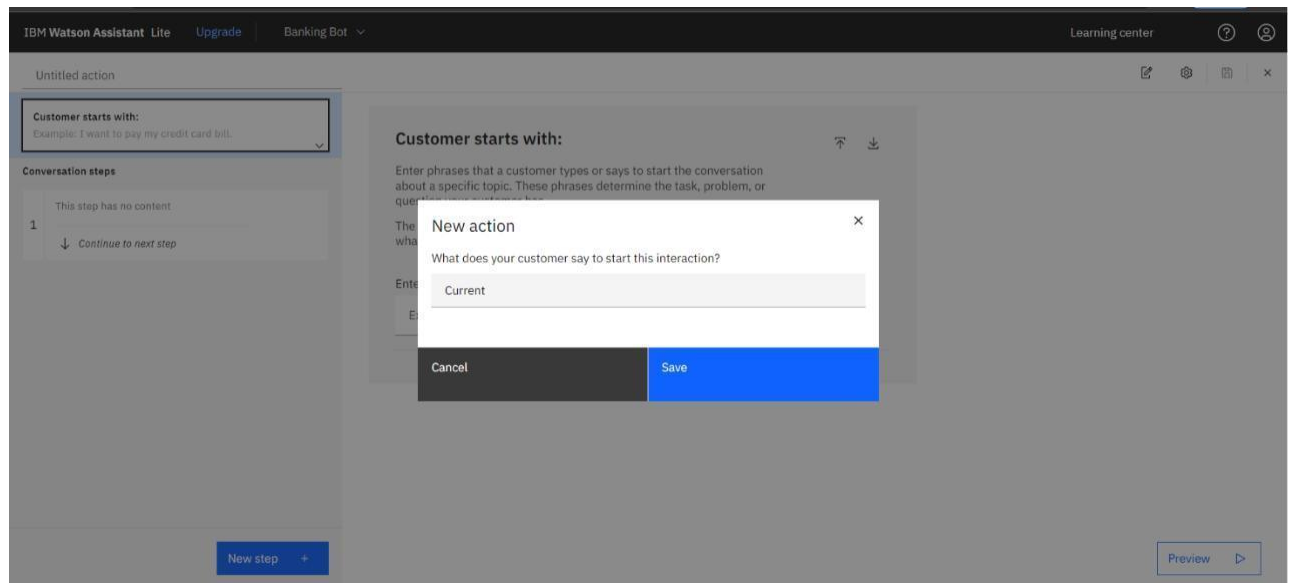 IBM Watson Assistant Lite Upgrade Banking Bot Learning center
Untitled action
Customer starts with:
Example: I want to pay my credit card bill.
Conversation steps
This step has no content
1
Continue to next step
New step +
Customer starts with:
Enter phrases that a customer types or says to start the conversation
about a specific topic. These phrases determine the task, problem, or
The
wha
Ente
New action
What does your customer say to start this interaction?
Current
Cancel Save
Preview